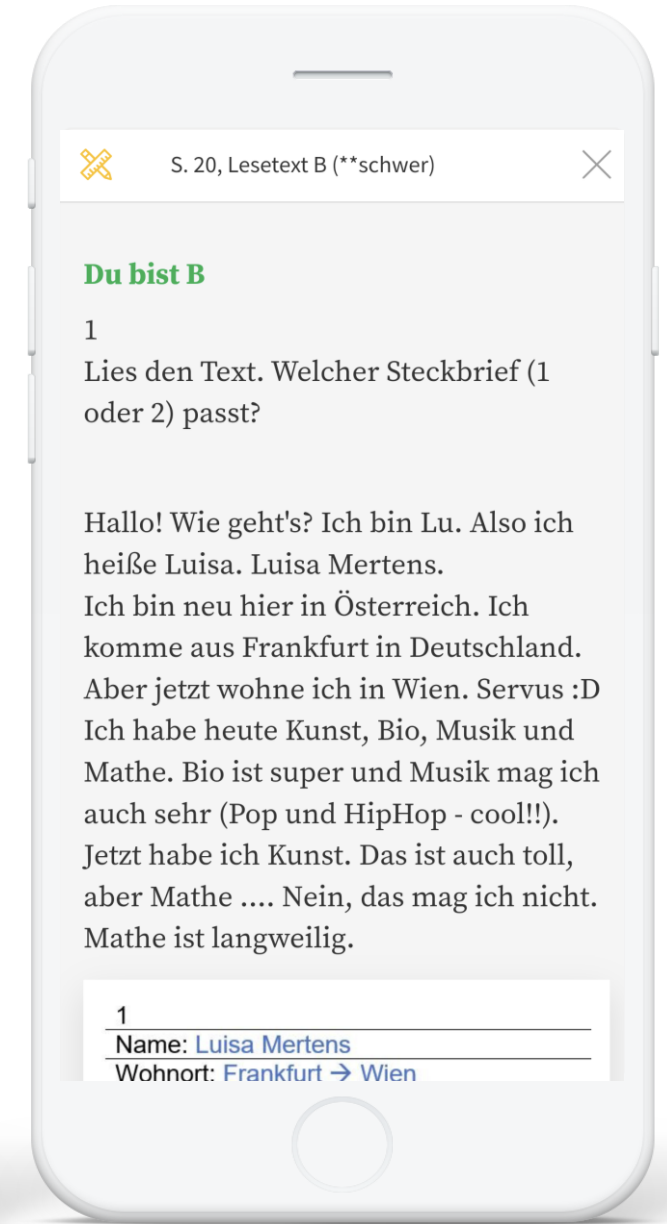 S. 20, Lesetext B (**schwer)
Du bist B
1
Lies den Text. Welcher Steckbrief (1
oder 2) passt?
Hallo! Wie geht's? Ich bin Lu. Also ich
heiße Luisa. Luisa Mertens.
Ich bin neu hier in Österreich. Ich
komme aus Frankfurt in Deutschland.
Aber jetzt wohne ich in Wien. Servus :D
Ich habe heute Kunst, Bio, Musik und
Mathe. Bio ist super und Musik mag ich
auch sehr (Pop und HipHop - cool!!).
Jetzt habe ich Kunst. Das ist auch toll,
aber Mathe .... Nein, das mag ich nicht.
Mathe ist langweilig.
1
Name: Luisa Mertens
Wohnort: Frankfurt → Wien